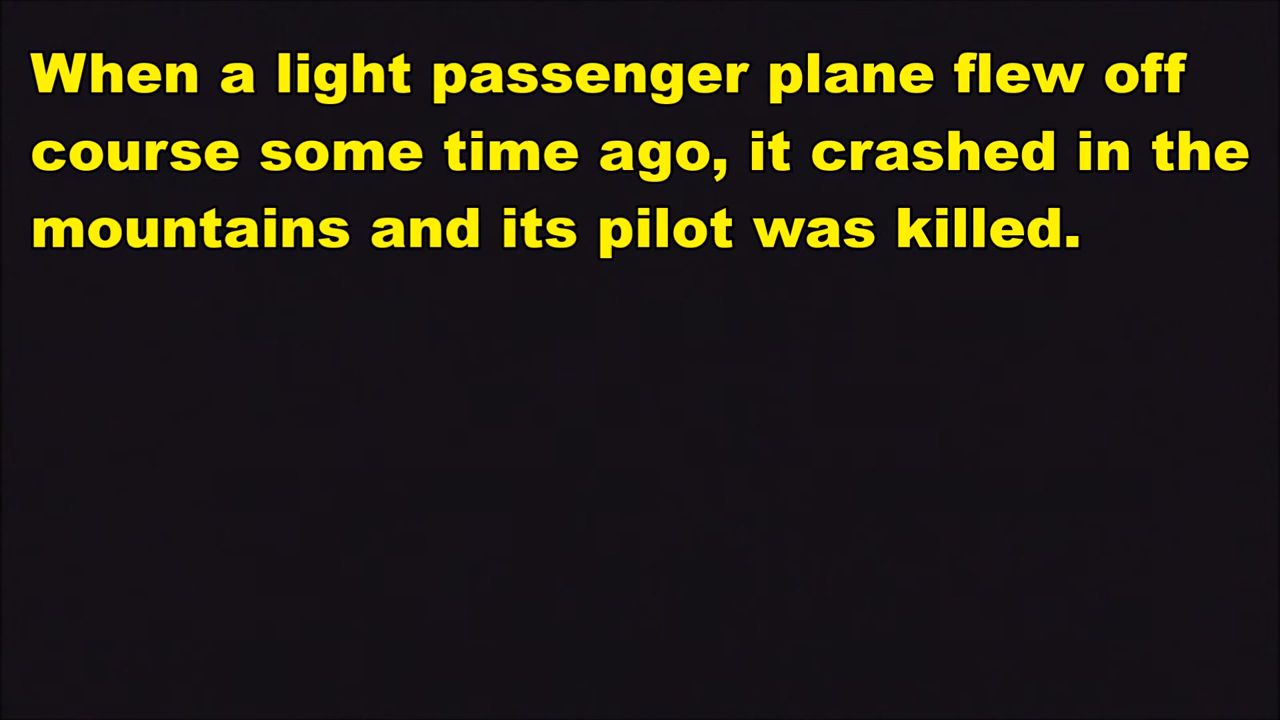 When a light passenger plane flew off
course some time ago, it crashed in the
mountains and its pilot was killed.